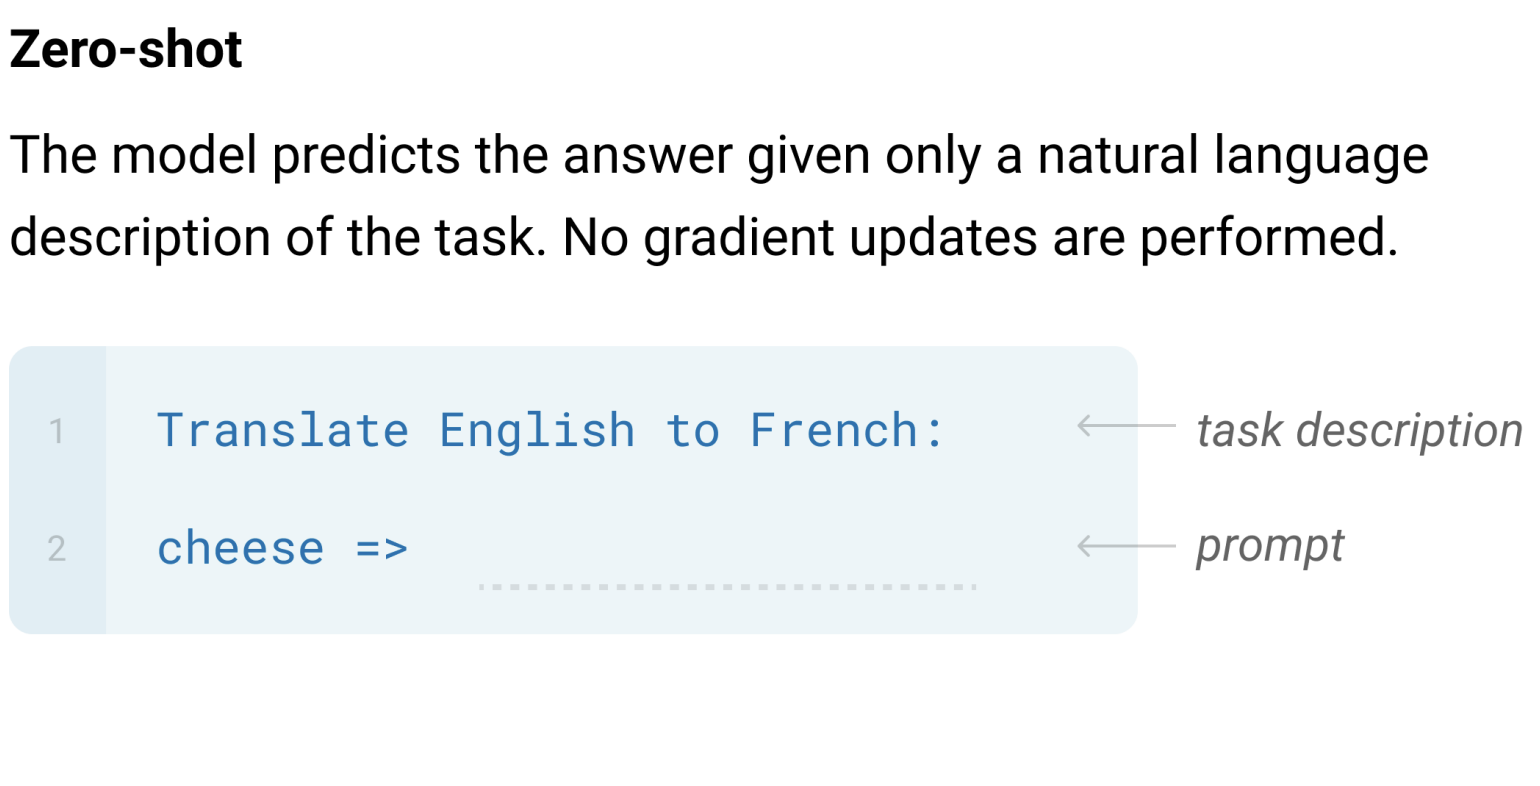 Zero-shot
The model predicts the answer given only a natural language
description of the task. No gradient updates are performed.
1 Translate English to French: task description
2 cheese => prompt